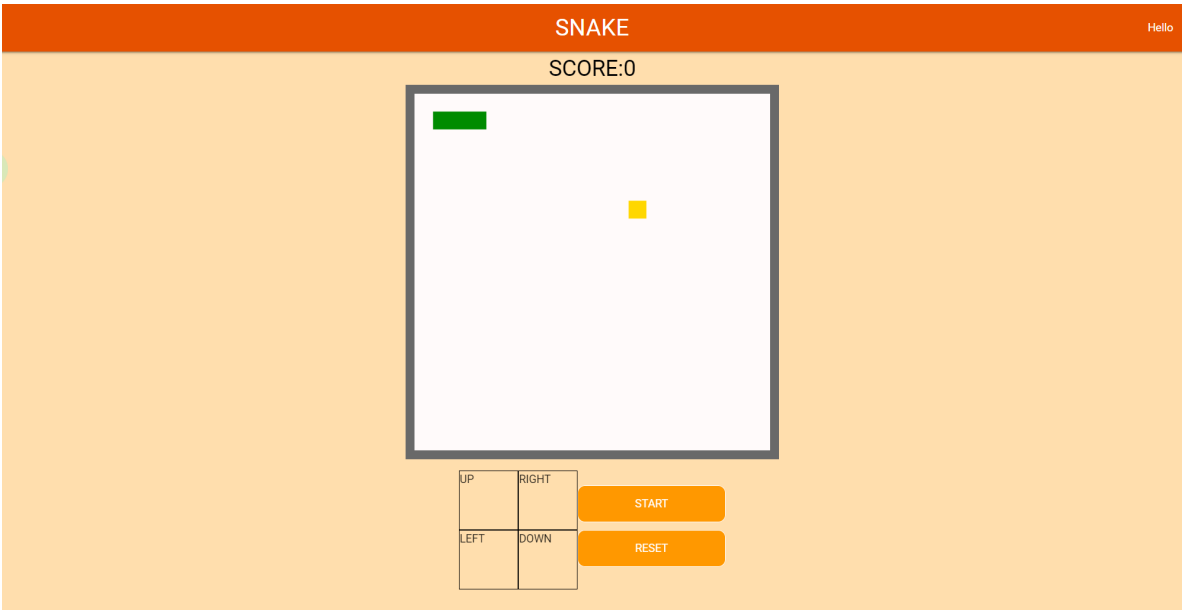 SNAKE
Hello
SCORE:0
UP
RIGHT
START
LEFT
DOWN
RESET